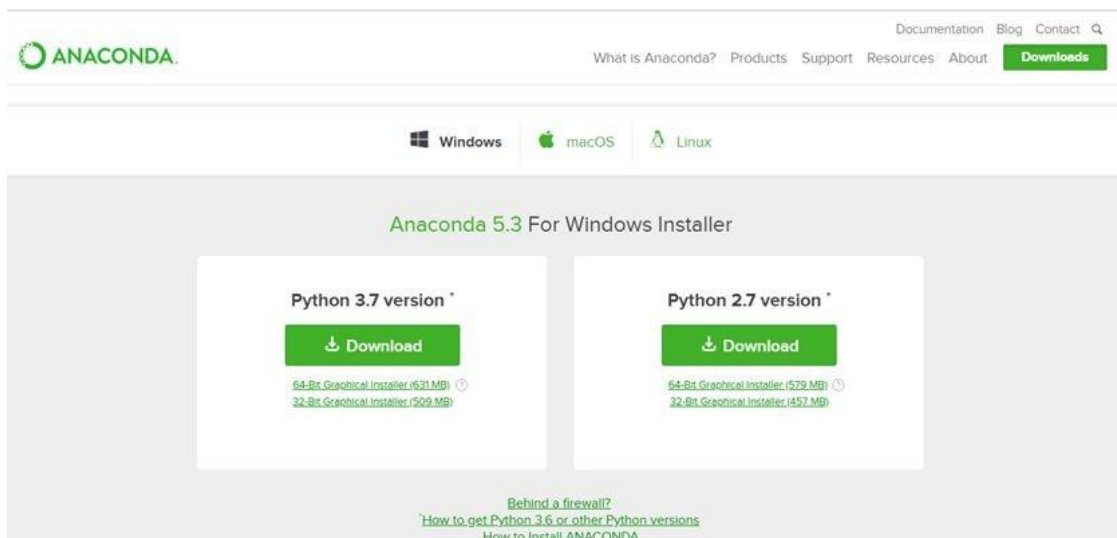 Documentation Blog Contact
ANACONDA.
What is Anaconda? Products Support Resources About Downloads
Windows macOS Linux
Anaconda 5.3 For Windows Installer
Python 3.7 version *
Download
64-Bit Graphical Installer (631 MB) ?
32-Bit Graphical Installer (509 MB)
Python 2.7 version *
Download
64-Bit Graphical Installer (579 MB) ?
32-Bit Graphical Installer (457 MB)
Behind a firewall?
*How to get Python 3.6 or other Python versions
How to Install ANACONDA